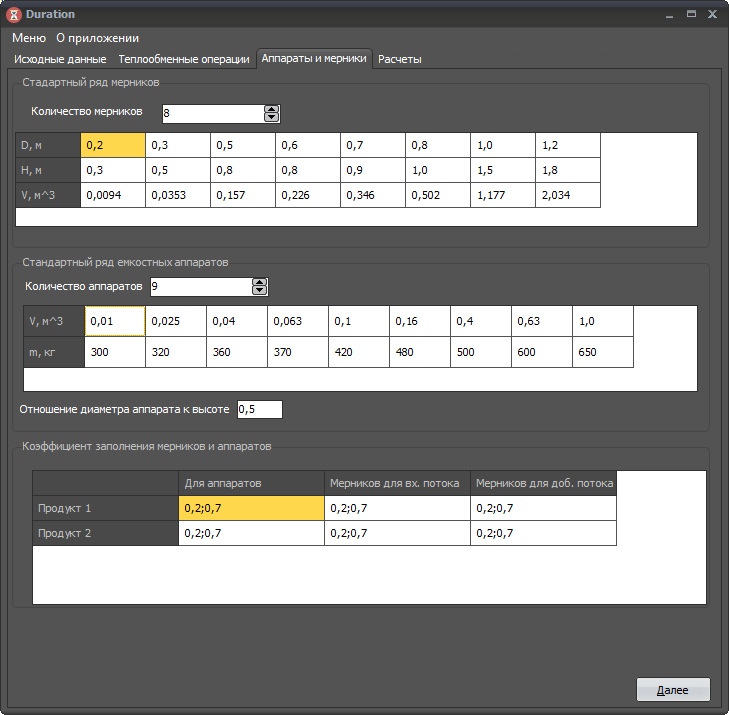 Duration
Меню О приложении
Исходные данные Теплообменные операции Аппараты и мерники Расчеты
Стадартный ряд мерников
Количество мерников 8
D, м 0,2 0,3 0,5 0,6 0,7 0,8 1,0 1,2
H, м 0,3 0,5 0,8 0,8 0,9 1,0 1,5 1,8
V, м^3 0,0094 0,0353 0,157 0,226 0,346 0,502 1,177 2,034
Стандартный ряд емкостных аппаратов
Количество аппаратов 9
V, м^3 0,01 0,025 0,04 0,063 0,1 0,16 0,4 0,63 1,0
m, кг 300 320 360 370 420 480 500 600 650
Отношение диаметра аппарата к высоте 0,5
Коэффициент заполнения мерников и аппаратов
Для аппаратов Мерников для вх. потока Мерников для доб. потока
Продукт 1 0,2;0,7 0,2;0,7 0,2;0,7
Продукт 2 0,2;0,7 0,2;0,7 0,2;0,7
Далее